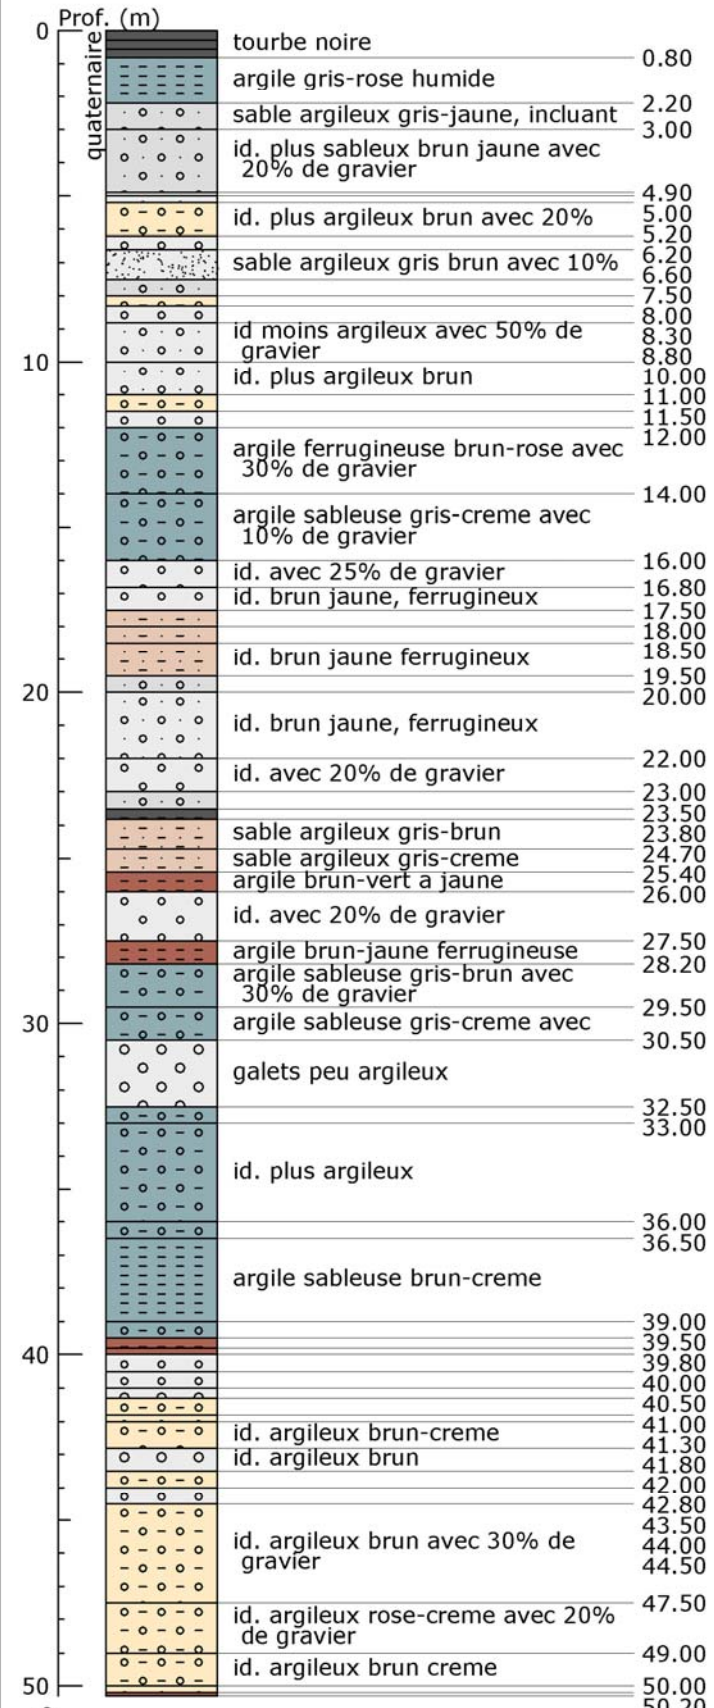 Prof. (m)
0
quaternaire
tourbe noire
0.80
argile gris-rose humide
2.20
sable argileux gris-jaune, incluant
3.00
id. plus sableux brun jaune avec
20% de gravier
4.90
5.00
id. plus argileux brun avec 20%
5.20
6.20
sable argileux gris brun avec 10%
6.60
7.50
8.00
id moins argileux avec 50% de
gravier
8.30
8.80
10
10.00
id. plus argileux brun
11.00
11.50
12.00
argile ferrugineuse brun-rose avec
30% de gravier
14.00
argile sableuse gris-creme avec
10% de gravier
16.00
id. avec 25% de gravier
16.80
id. brun jaune, ferrugineux
17.50
18.00
18.50
id. brun jaune ferrugineux
19.50
20
20.00
id. brun jaune, ferrugineux
22.00
id. avec 20% de gravier
23.00
23.50
sable argileux gris-brun
23.80
24.70
sable argileux gris-creme
25.40
argile brun-vert a jaune
26.00
id. avec 20% de gravier
27.50
argile brun-jaune ferrugineuse
28.20
argile sableuse gris-brun avec
30% de gravier
29.50
30
argile sableuse gris-creme avec
30.50
galets peu argileux
32.50
33.00
id. plus argileux
36.00
36.50
argile sableuse brun-creme
39.00
39.50
40
39.80
40.00
40.50
41.00
id. argileux brun-creme
41.30
id. argileux brun
41.80
42.00
42.80
43.50
id. argileux brun avec 30% de
gravier
44.00
44.50
47.50
id. argileux rose-creme avec 20%
de gravier
49.00
id. argileux brun creme
50
50.00
50.20